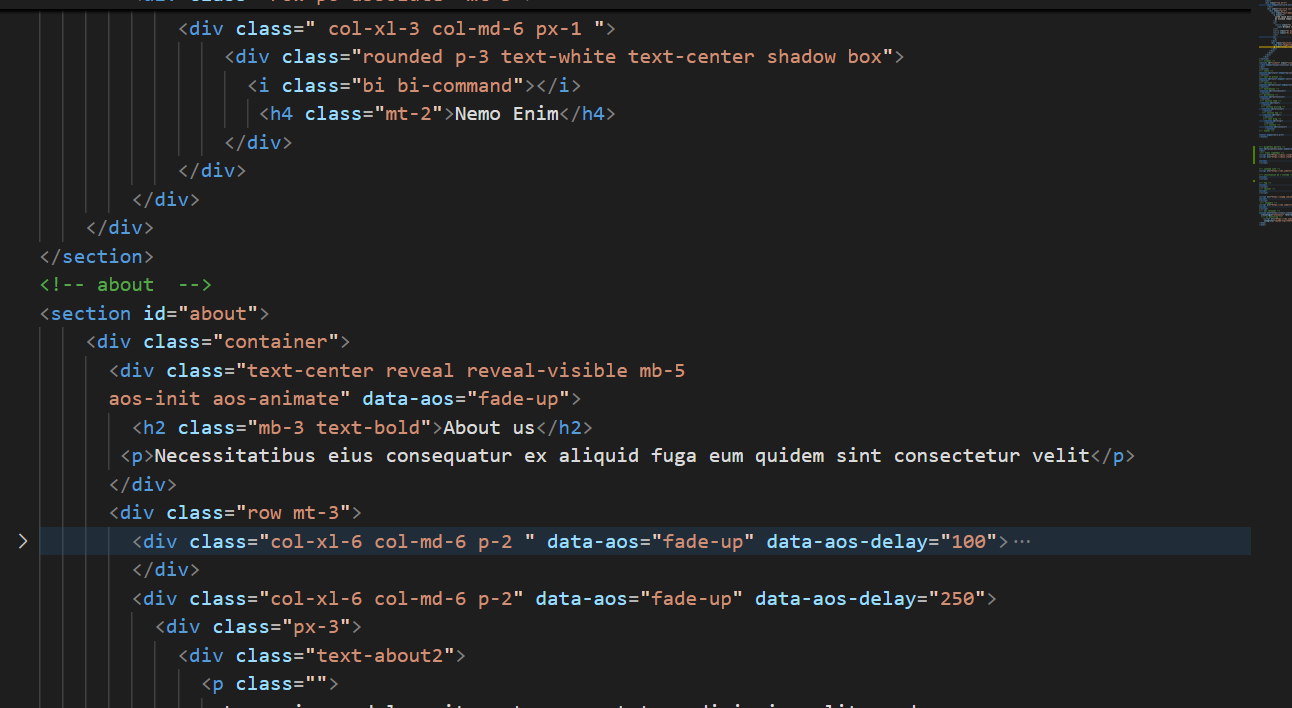 <div class=" col-xl-3 col-md-6 px-1 ">
<div class="rounded p-3 text-white text-center shadow box">
<i class="bi bi-command"></i>
<h4 class="mt-2">Nemo Enim</h4>
</div>
</div>
</div>
</div>
</section>
<!-- about  -->
<section id="about">
<div class="container">
<div class="text-center reveal reveal-visible mb-5
aos-init aos-animate" data-aos="fade-up">
<h2 class="mb-3 text-bold">About us</h2>
<p>Necessitatibus eius consequatur ex aliquid fuga eum quidem sint consectetur velit</p>
</div>
<div class="row mt-3">
<div class="col-xl-6 col-md-6 p-2 " data-aos="fade-up" data-aos-delay="100">···
</div>
<div class="col-xl-6 col-md-6 p-2" data-aos="fade-up" data-aos-delay="250">
<div class="px-3">
<div class="text-about2">
<p class="">